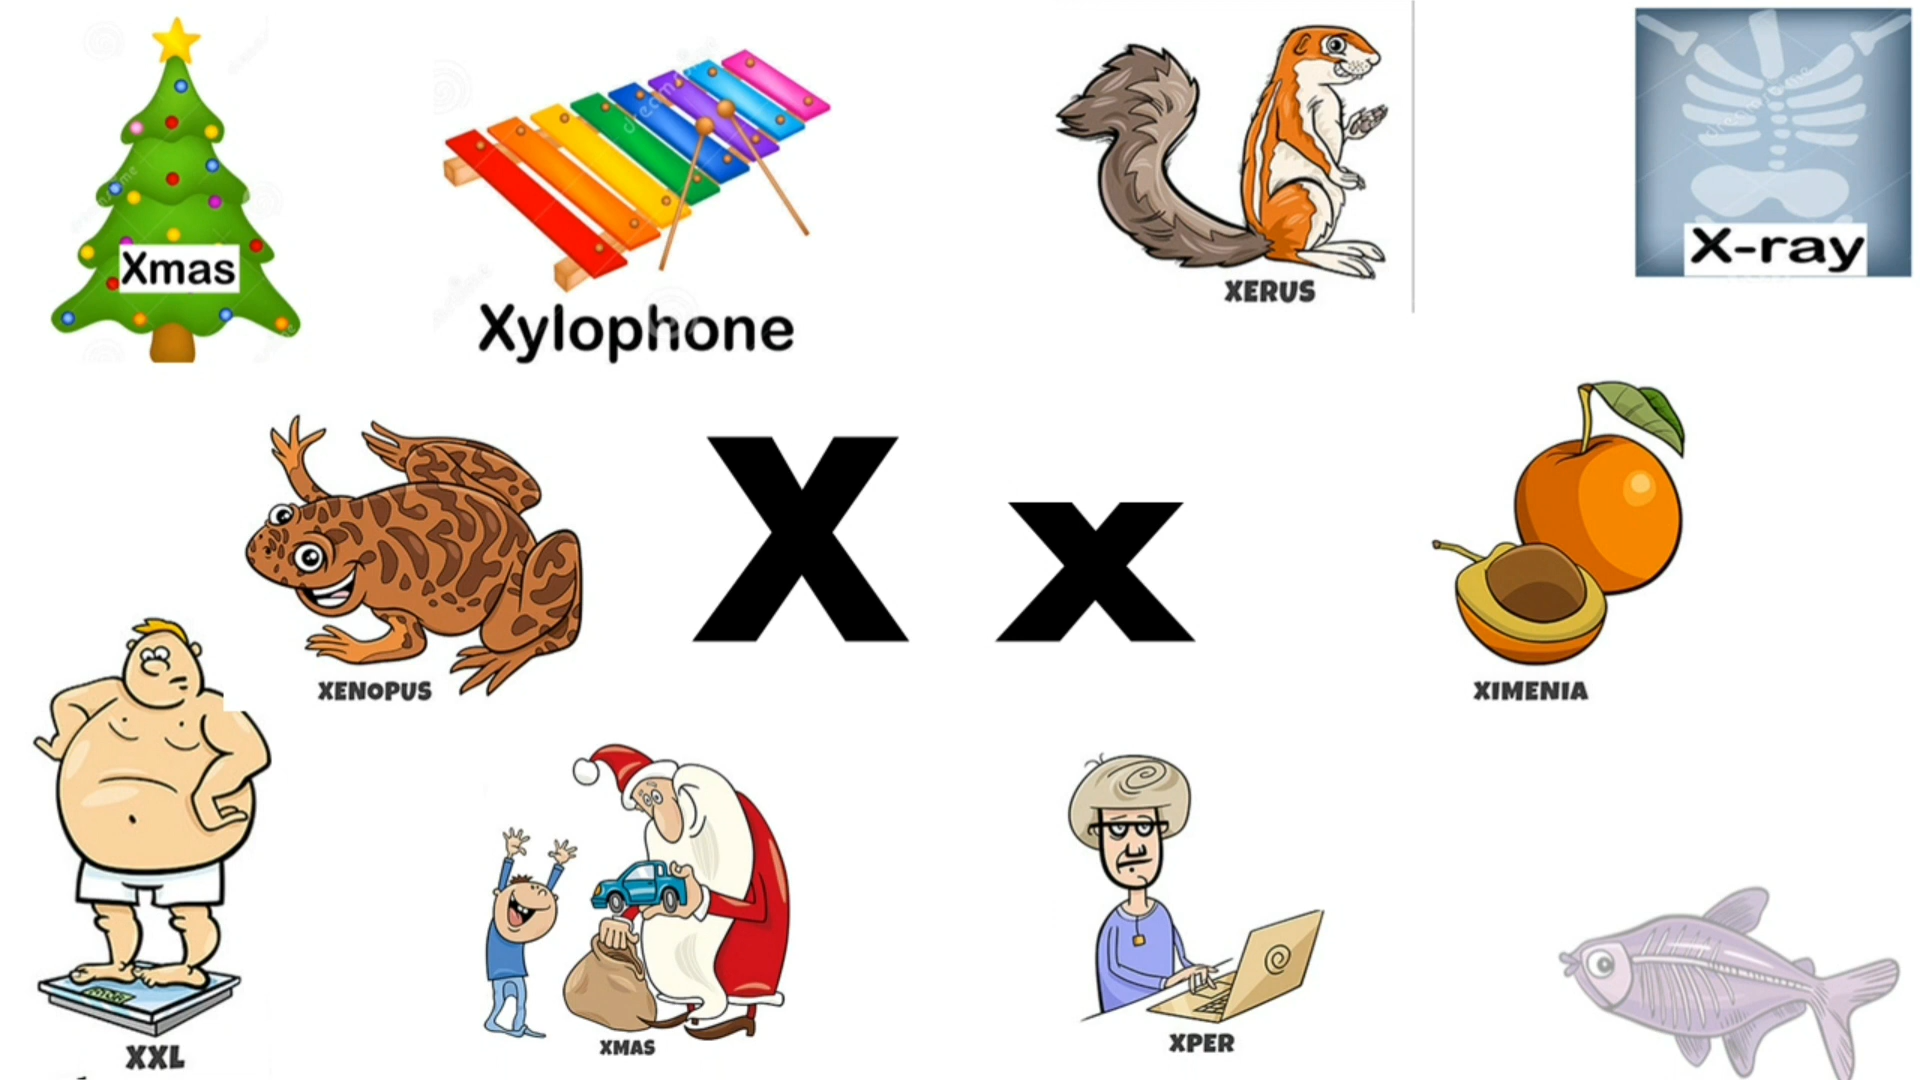 Xmas
Xylophone
XERUS
X-ray
XENOPUS
X x
XIMENIA
XXL
XMAS
XPER